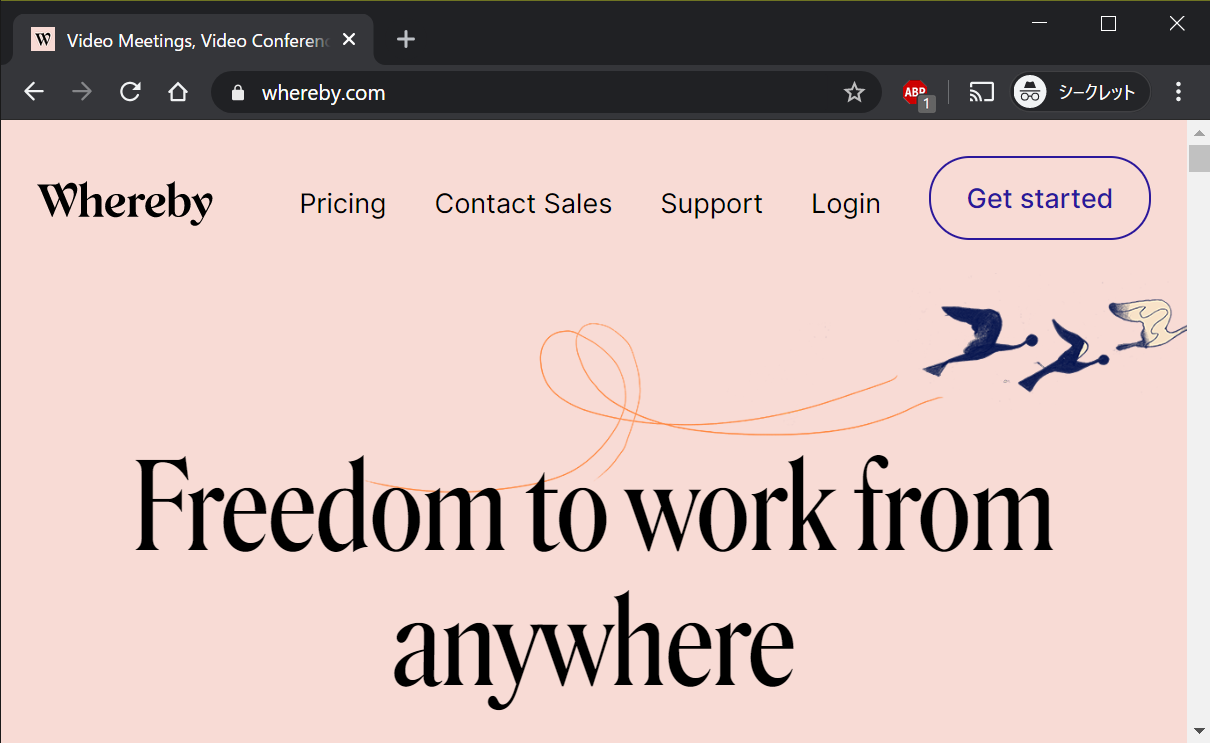 W Video Meetings, Video Conferenc
whereby.com ABP 1 シークレット
Whereby Pricing Contact Sales Support Login Get started
Freedom to work from
anywhere